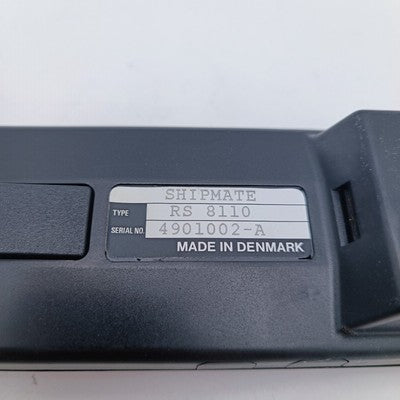 SHIPMATE
TYPE RS 8110
SERIAL NO. 4901002-A
MADE IN DENMARK